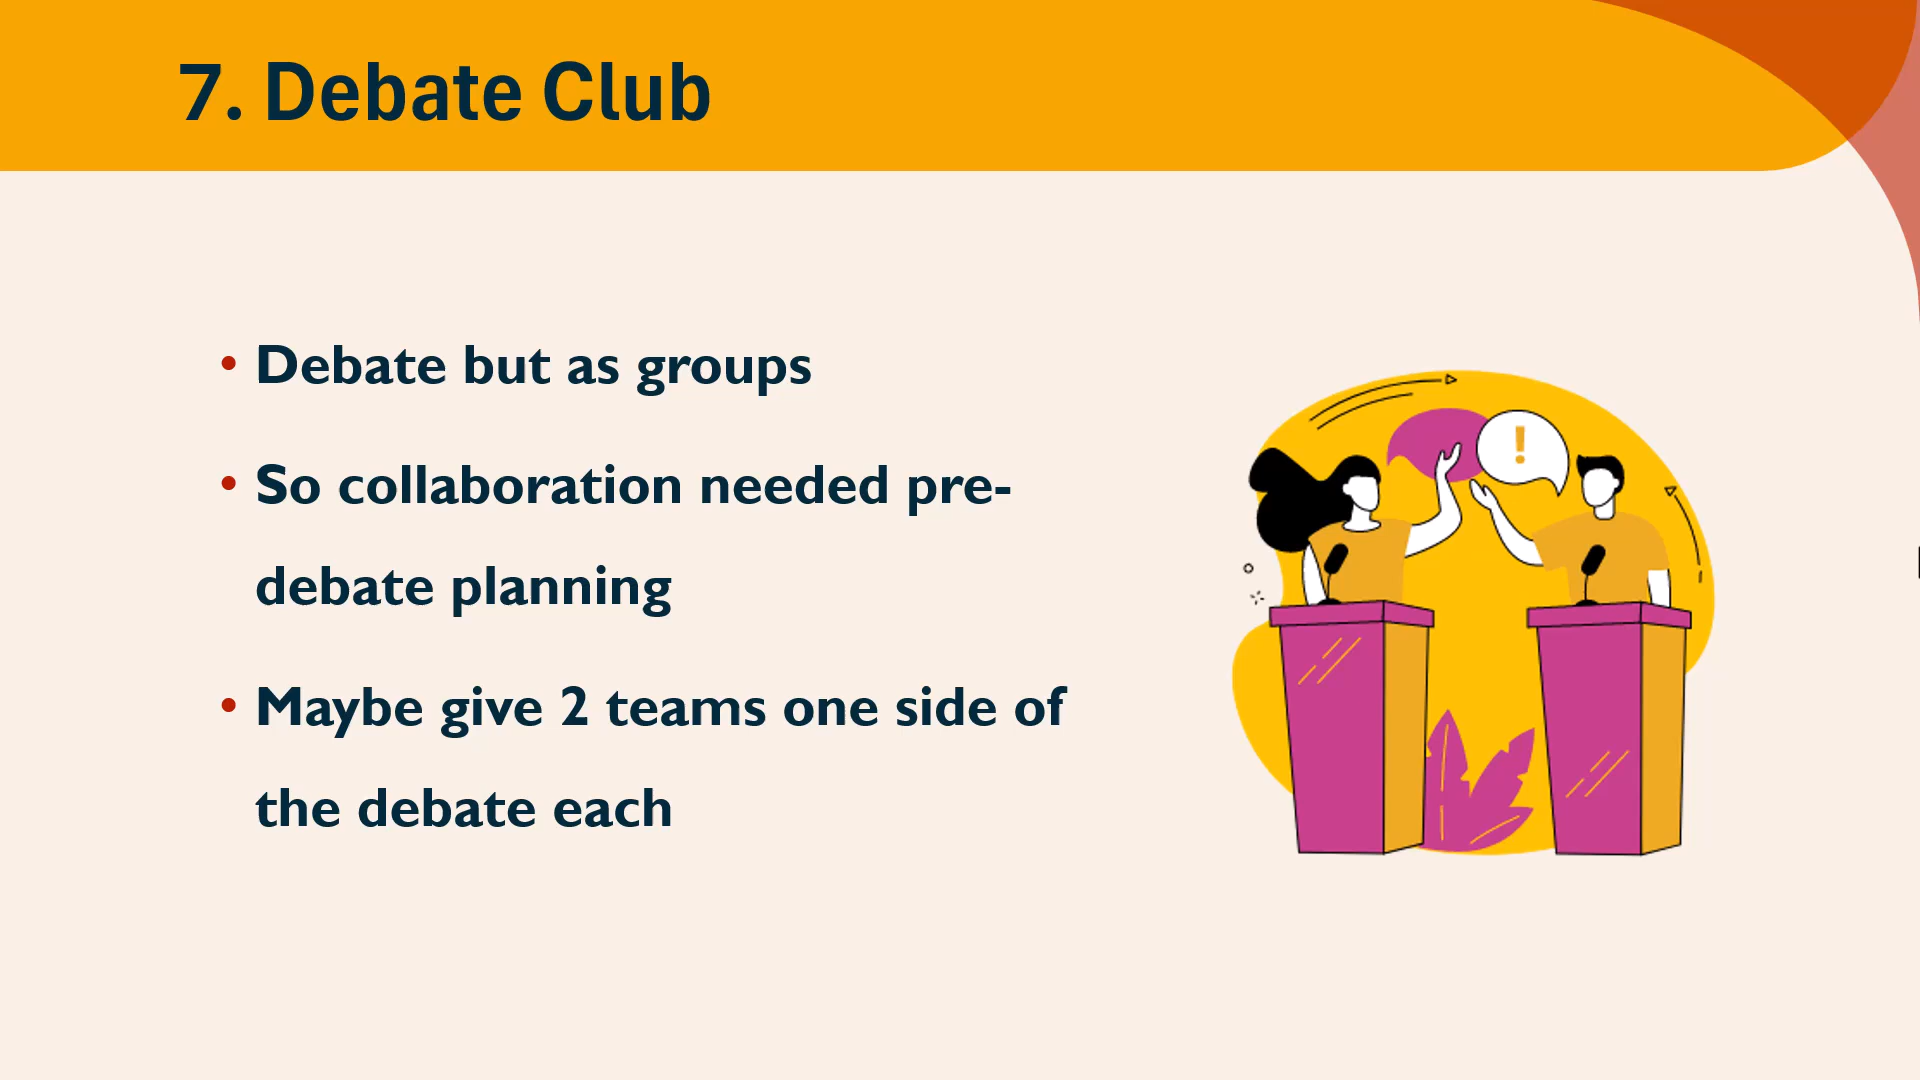 7. Debate Club
• Debate but as groups
• So collaboration needed pre-
debate planning
• Maybe give 2 teams one side of
the debate each
!